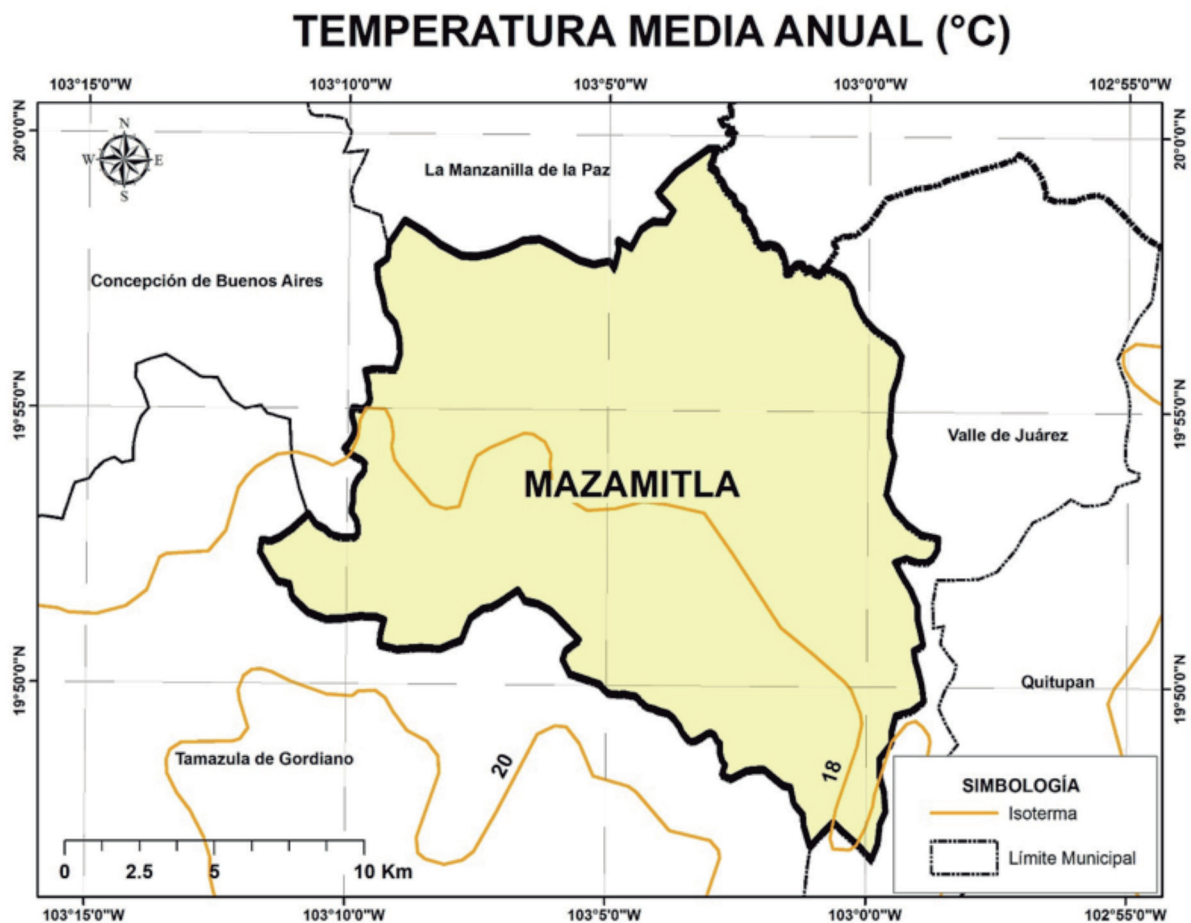 TEMPERATURA MEDIA ANUAL (°C)
103°15'0"W
103°10'0"W
103°5'0"W
103°0'0"W
102°55'0"W
20°0'0"N
20°0'0"N
N
W
E
S
La Manzanilla de la Paz
Concepción de Buenos Aires
19°55'0"N
19°55'0"N
Valle de Juárez
MAZAMITLA
19°50'0"N
19°50'0"N
Quitupan
Tamazula de Gordiano
20
18
SIMBOLOGÍA
Isoterma
Límite Municipal
0 2.5 5 10 Km
103°15'0"W
103°10'0"W
103°5'0"W
103°0'0"W
102°55'0"W